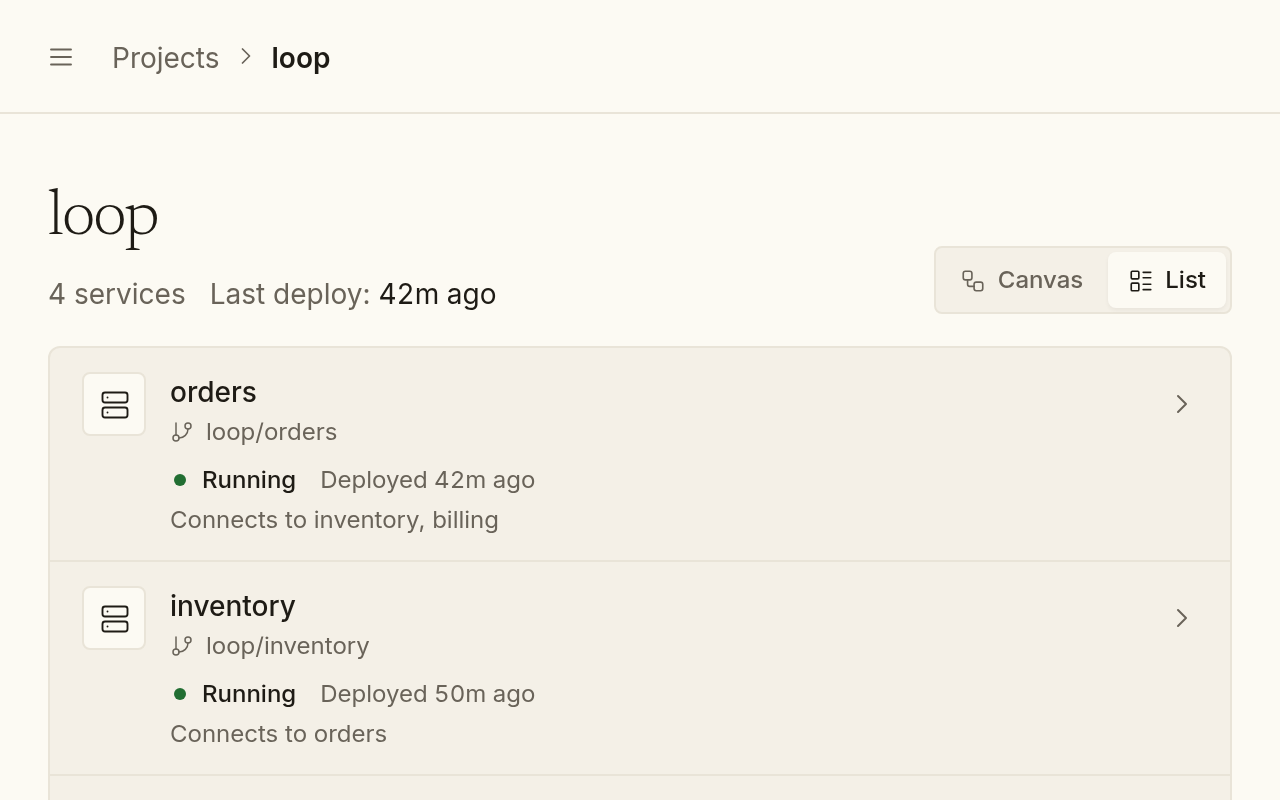 Projects loop
loop
4 services Last deploy: 42m ago
Canvas List
orders
loop/orders
Running Deployed 42m ago
Connects to inventory, billing
inventory
loop/inventory
Running Deployed 50m ago
Connects to orders